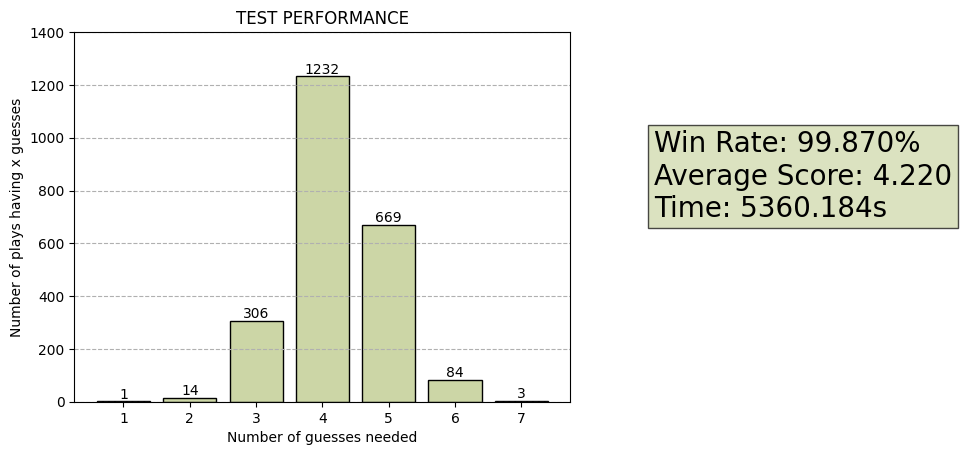 TEST PERFORMANCE
Number of plays having x guesses
1400
1200
1000
800
600
400
200
0
1
14
306
1232
669
84
3
1 2 3 4 5 6 7
Number of guesses needed
Win Rate: 99.870%
Average Score: 4.220
Time: 5360.184s